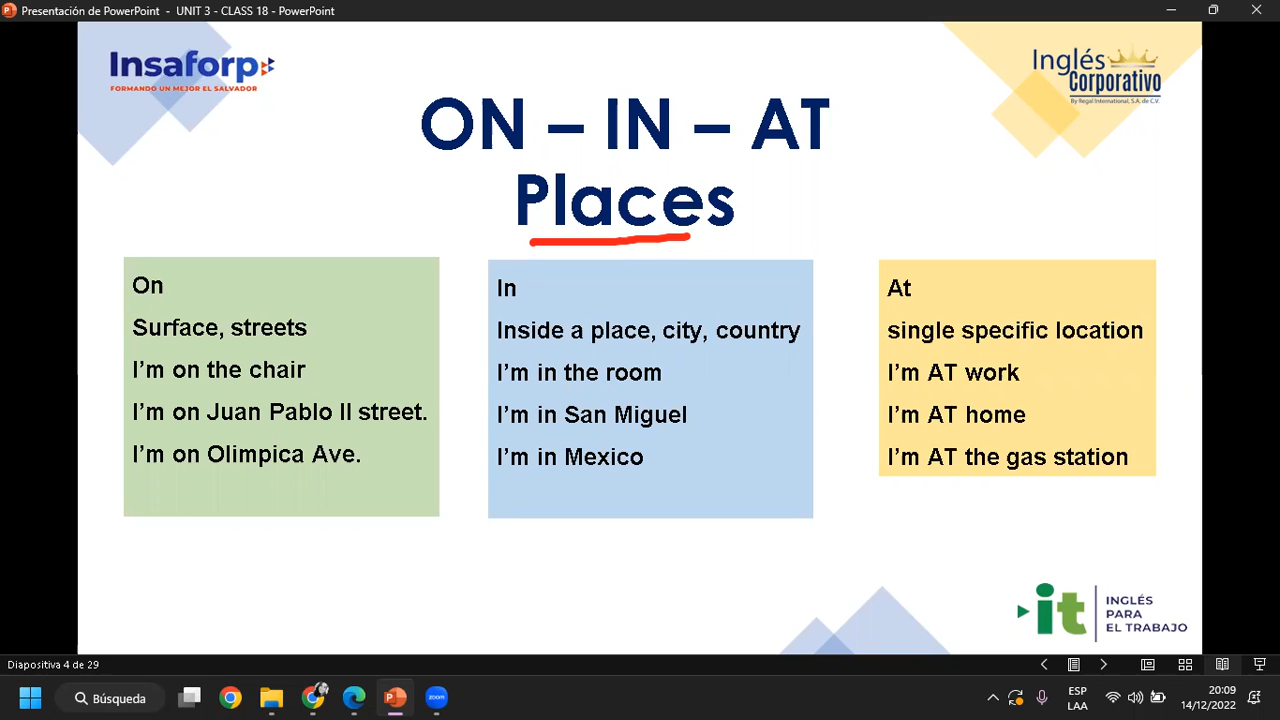 Presentación de PowerPoint - UNIT 3 - CLASS 18 - PowerPoint
Insaforp
FORMANDO UN MEJOR EL SALVADOR
Inglés
Corporativo
By Regal International, S.A. de C.V.
ON – IN – AT
Places
On
Surface, streets
I'm on the chair
I'm on Juan Pablo II street.
I'm on Olimpica Ave.
In
Inside a place, city, country
I'm in the room
I'm in San Miguel
I'm in Mexico
At
single specific location
I'm AT work
I'm AT home
I'm AT the gas station
it
INGLÉS
PARA
EL TRABAJO
Diapositiva 4 de 29
Búsqueda
zoom
ESP
LAA
20:09
14/12/2022